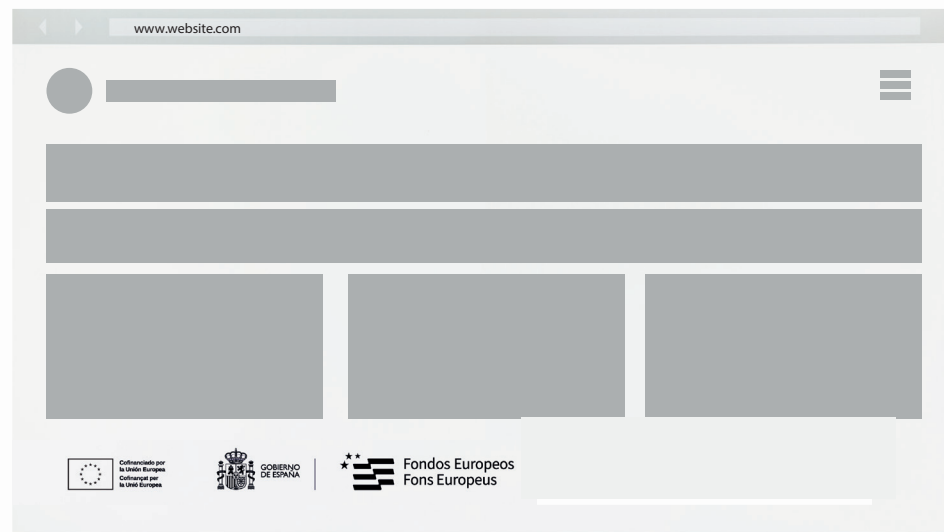 www.website.com
Cofinanciado por
la Unión Europea
Cofinançat per
la Unió Europea
GOBIERNO
DE ESPAÑA
Fondos Europeos
Fons Europeus